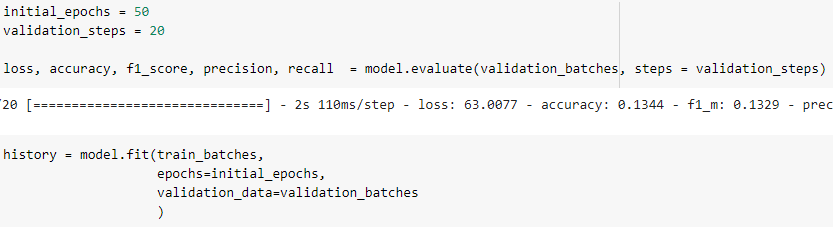 initial_epochs = 50
validation_steps = 20
loss, accuracy, f1_score, precision, recall  = model.evaluate(validation_batches, steps = validation_steps)
/20 [==============================] - 2s 110ms/step - loss: 63.0077 - accuracy: 0.1344 - f1_m: 0.1329 - prec
history = model.fit(train_batches,
                    epochs=initial_epochs,
                    validation_data=validation_batches
                    )